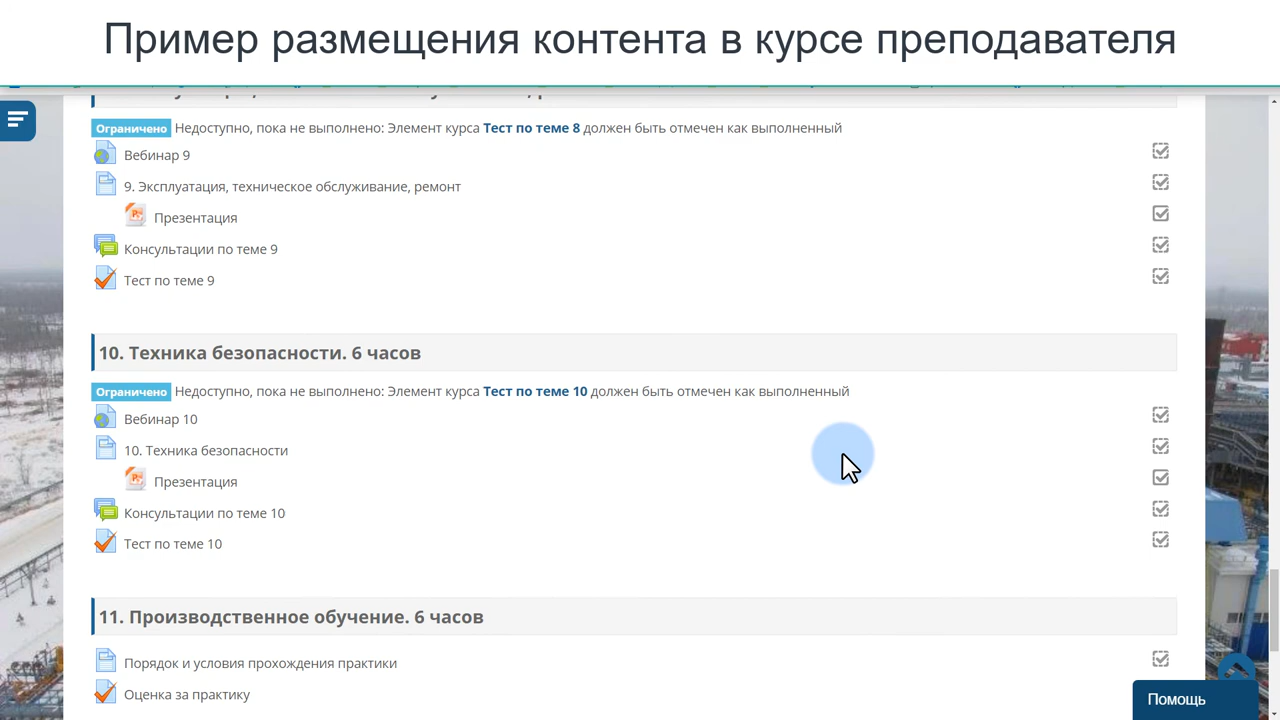 Пример размещения контента в курсе преподавателя
Ограничено Недоступно, пока не выполнено: Элемент курса Тест по теме 8 должен быть отмечен как выполненный
Вебинар 9
9. Эксплуатация, техническое обслуживание, ремонт
Презентация
Консультации по теме 9
Тест по теме 9
10. Техника безопасности. 6 часов
Ограничено Недоступно, пока не выполнено: Элемент курса Тест по теме 10 должен быть отмечен как выполненный
Вебинар 10
10. Техника безопасности
Презентация
Консультации по теме 10
Тест по теме 10
11. Производственное обучение. 6 часов
Порядок и условия прохождения практики
Оценка за практику
Помощь